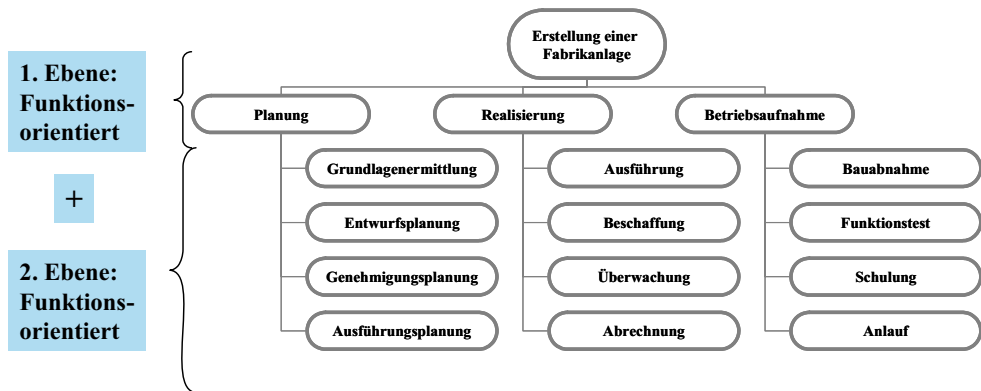 Erstellung einer
Fabrikanlage
1. Ebene:
Funktions-
orientiert
Planung
Realisierung
Betriebsaufnahme
+
2. Ebene:
Funktions-
orientiert
Grundlagenermittlung
Entwurfsplanung
Genehmigungsplanung
Ausführungsplanung
Ausführung
Beschaffung
Überwachung
Abrechnung
Bauabnahme
Funktionstest
Schulung
Anlauf